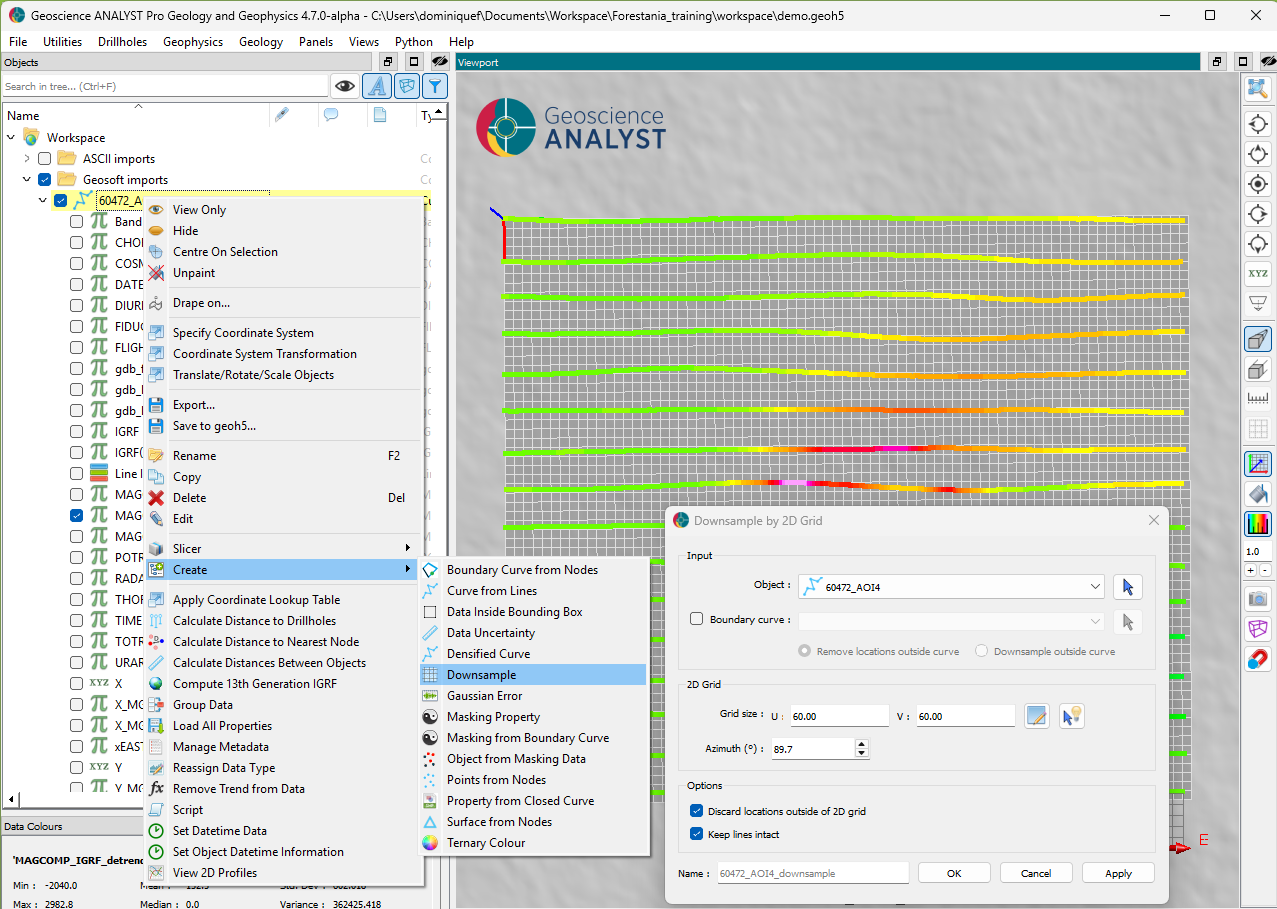 Geoscience ANALYST Pro Geology and Geophysics 4.7.0-alpha - C:\Users\dominiquef\Documents\Workspace\Forestania_training\workspace\demo.geoh5
File Utilities Drillholes Geophysics Geology Panels Views Python Help
Objects
Search in tree... (Ctrl+F)
Name
Workspace
ASCII imports
Geosoft imports
60472_A
Band
CHO
COSM
DATE
DIURI
FIDU
FLIGH
gdb_
gdb_
gdb_
IGRF
IGRF(
Line
MAG
MAG
MAG
POTR
RADA
THO
TIME
TOTR
URAR
XYZ X
X_MG
X_MG
xEAST
XYZ Y
Y_MG
Data Colours
'MAGCOMP_IGRF_detren
Min : -2040.0
Max : 2982.8
Median : 0.0
Variance : 362425.418
View Only
Hide
Centre On Selection
Unpaint
Drape on...
Specify Coordinate System
Coordinate System Transformation
Translate/Rotate/Scale Objects
Export...
Save to geoh5...
Rename F2
Copy
Delete Del
Edit
Slicer
Create
Apply Coordinate Lookup Table
Calculate Distance to Drillholes
Calculate Distance to Nearest Node
Calculate Distances Between Objects
Compute 13th Generation IGRF
Group Data
Load All Properties
Manage Metadata
Reassign Data Type
Remove Trend from Data
Script
Set Datetime Data
Set Object Datetime Information
View 2D Profiles
Boundary Curve from Nodes
Curve from Lines
Data Inside Bounding Box
Data Uncertainty
Densified Curve
Downsample
Gaussian Error
Masking Property
Masking from Boundary Curve
Object from Masking Data
Points from Nodes
Property from Closed Curve
Surface from Nodes
Ternary Colour
Viewport
Geoscience
ANALYST
E
XYZ
1.0
+ -
Downsample by 2D Grid
Input
Object : 60472_AOI4
Boundary curve :
Remove locations outside curve Downsample outside curve
2D Grid
Grid size : U : 60.00 V : 60.00
Azimuth (°) : 89.7
Options
Discard locations outside of 2D grid
Keep lines intact
Name : 60472_AOI4_downsample OK Cancel Apply